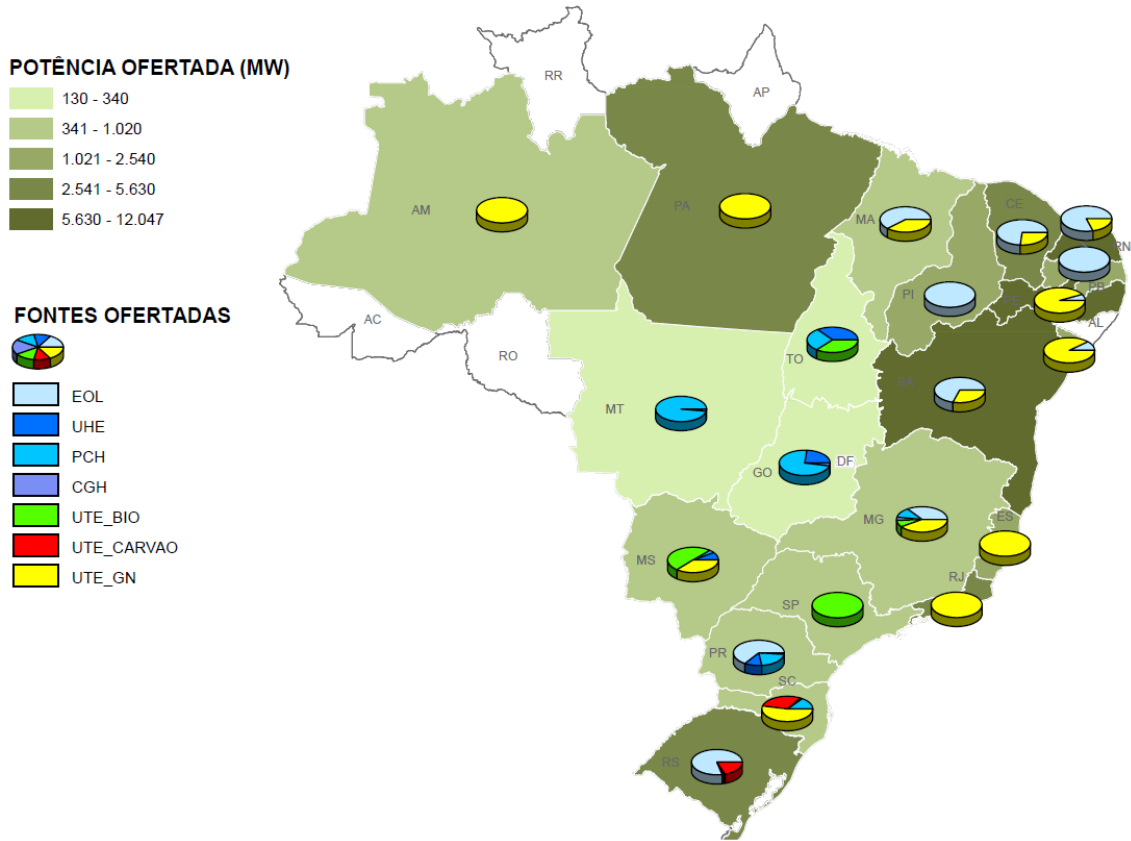 POTÊNCIA OFERTADA (MW)
130 - 340
341 - 1.020
1.021 - 2.540
2.541 - 5.630
5.630 - 12.047
FONTES OFERTADAS
EOL
UHE
PCH
CGH
UTE_BIO
UTE_CARVAO
UTE_GN
RR
AP
AM
PA
MA
CE
RN
PB
PI
PE
AL
AC
RO
TO
BA
MT
GO
DF
MG
ES
MS
RJ
SP
PR
SC
RS